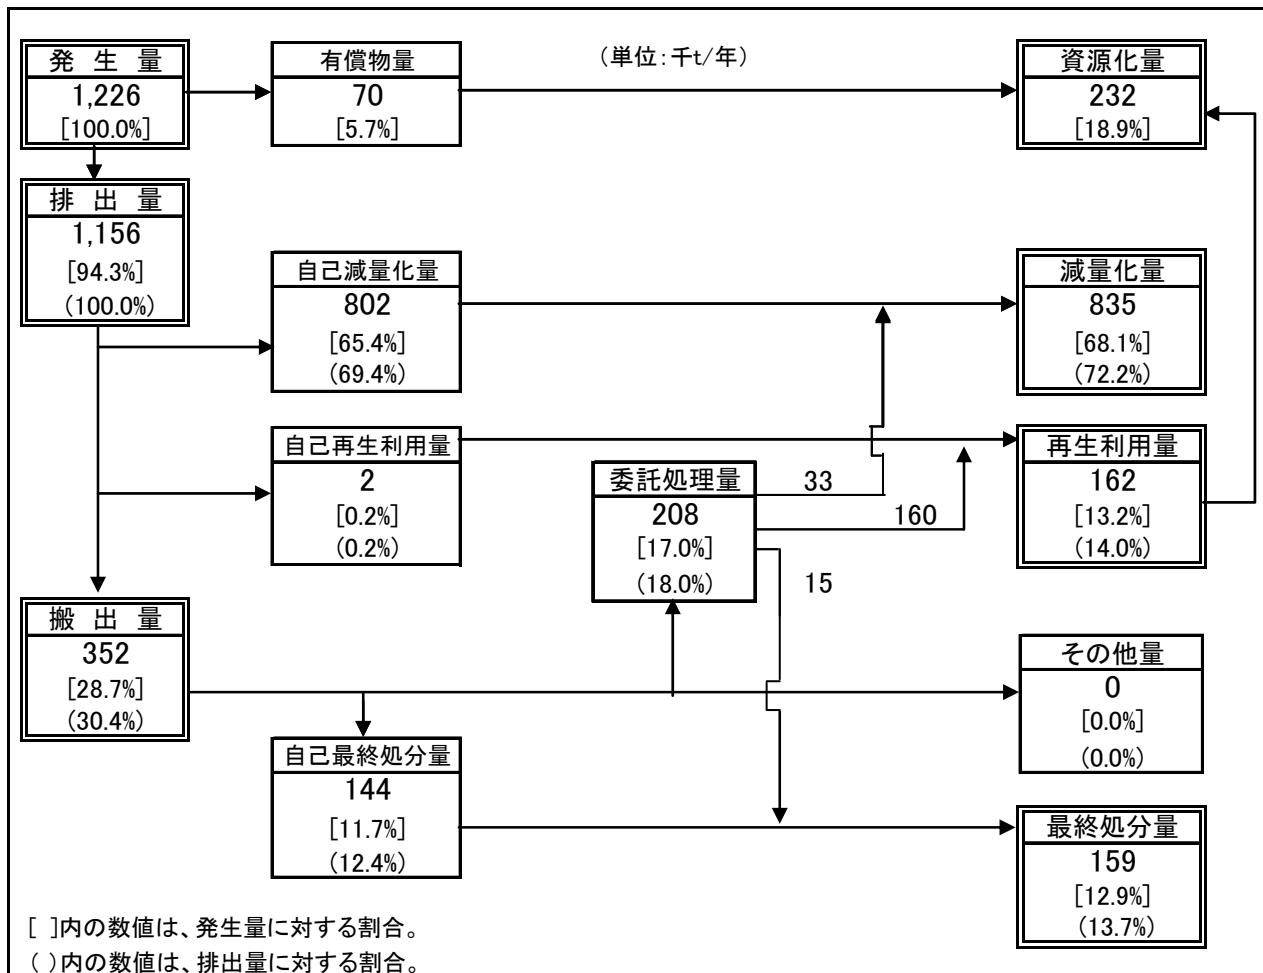 (単位:千t/年)
発 生 量
1,226
[100.0%]
有償物量
70
[5.7%]
資源化量
232
[18.9%]
排 出 量
1,156
[94.3%]
(100.0%)
自己減量化量
802
[65.4%]
(69.4%)
減量化量
835
[68.1%]
(72.2%)
自己再生利用量
2
[0.2%]
(0.2%)
委託処理量
208
[17.0%]
(18.0%)
33
160
15
再生利用量
162
[13.2%]
(14.0%)
搬 出 量
352
[28.7%]
(30.4%)
その他量
0
[0.0%]
(0.0%)
自己最終処分量
144
[11.7%]
(12.4%)
最終処分量
159
[12.9%]
(13.7%)
[ ]内の数値は、発生量に対する割合。
( )内の数値は、排出量に対する割合。